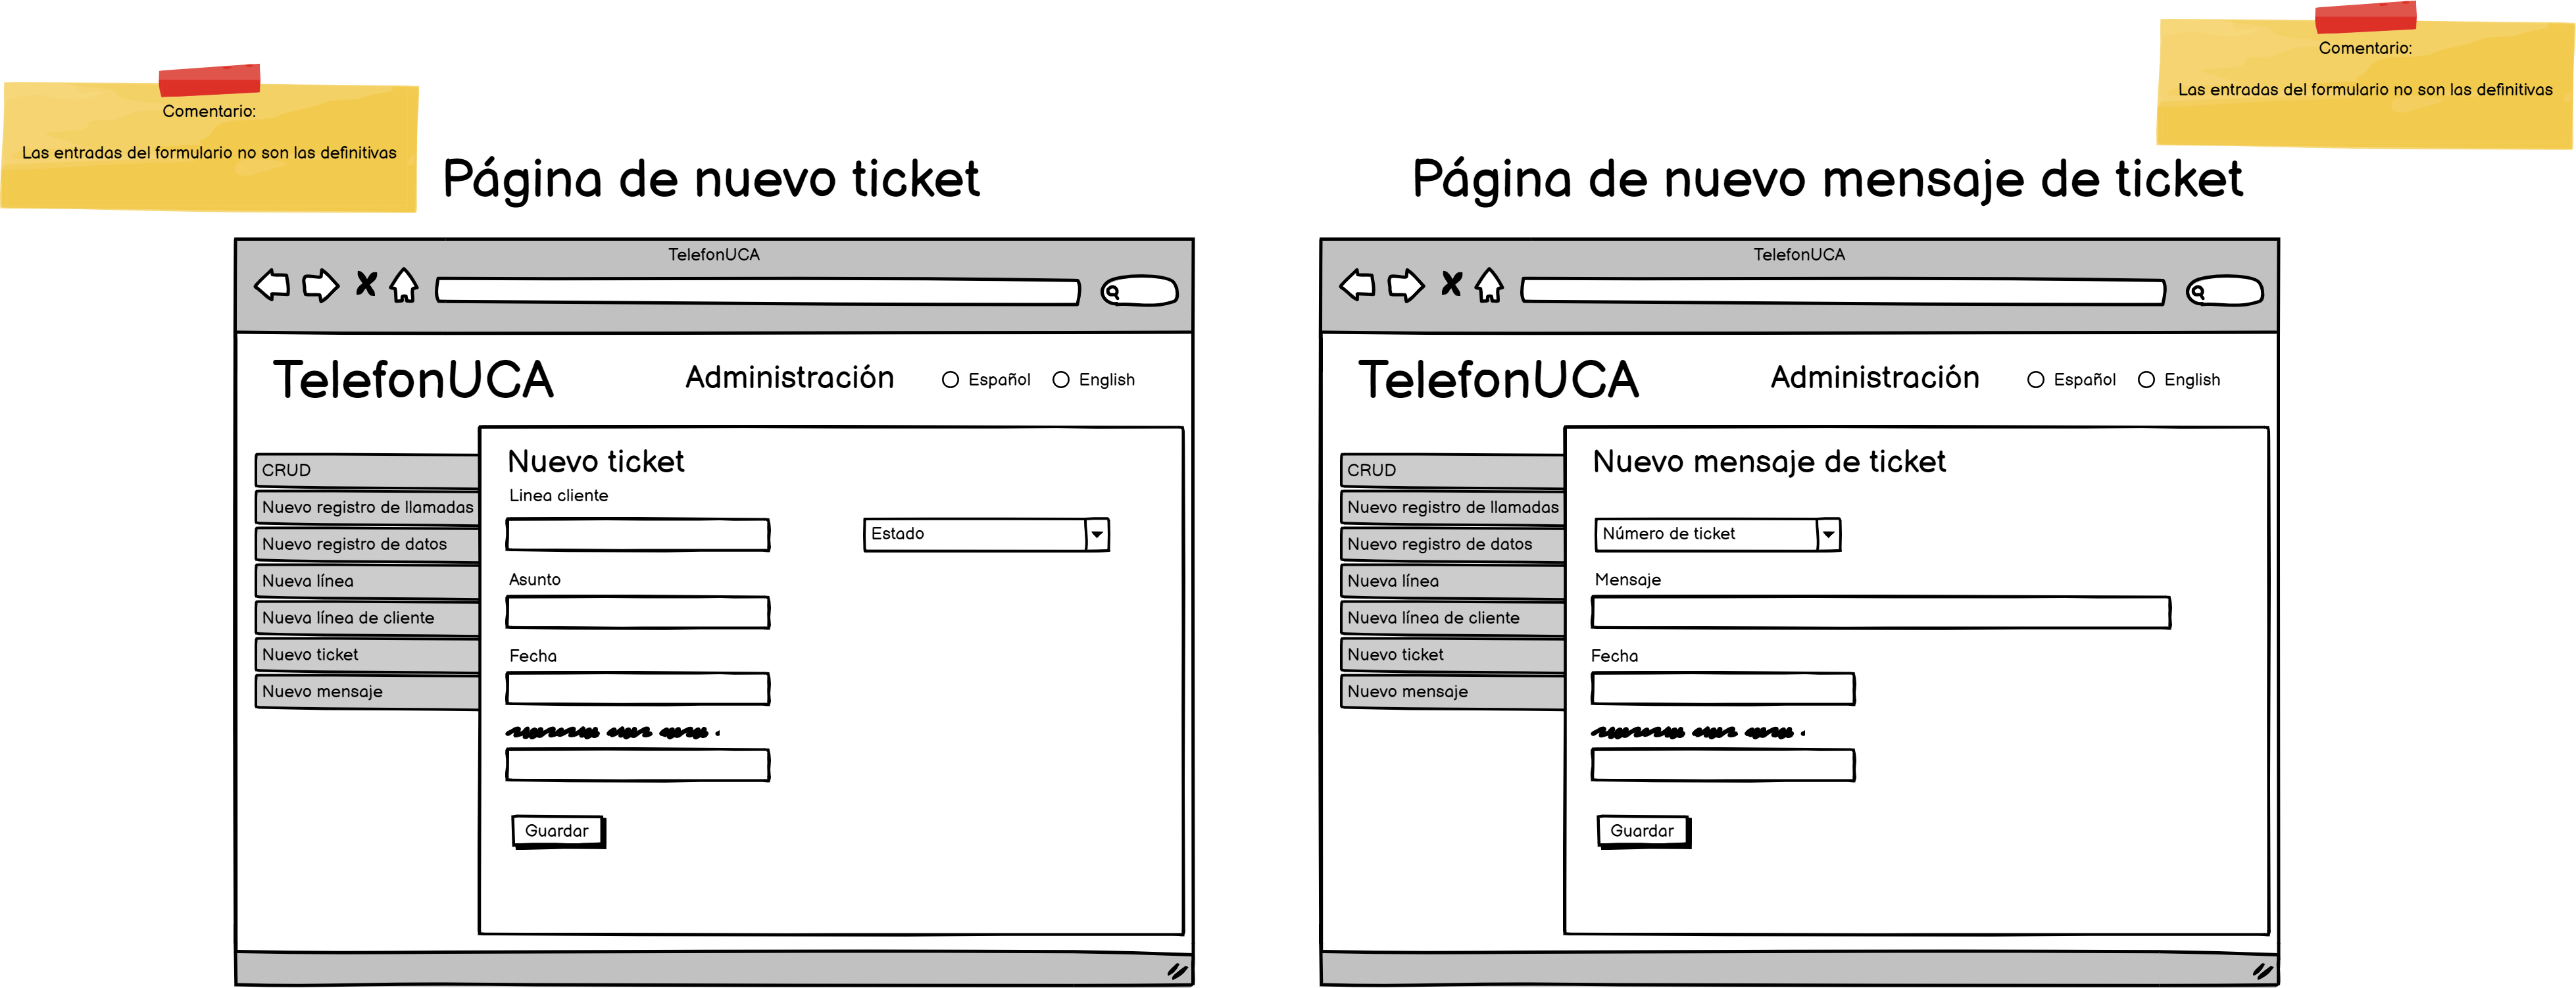 Comentario:
Las entradas del formulario no son las definitivas
Página de nuevo ticket
TelefonUCA
TelefonUCA
Administración
Español
English
CRUD
Nuevo registro de llamadas
Nuevo registro de datos
Nueva línea
Nueva línea de cliente
Nuevo ticket
Nuevo mensaje
Nuevo ticket
Linea cliente
Estado
Asunto
Fecha
Guardar
Comentario:
Las entradas del formulario no son las definitivas
Página de nuevo mensaje de ticket
TelefonUCA
TelefonUCA
Administración
Español
English
CRUD
Nuevo registro de llamadas
Nuevo registro de datos
Nueva línea
Nueva línea de cliente
Nuevo ticket
Nuevo mensaje
Nuevo mensaje de ticket
Número de ticket
Mensaje
Fecha
Guardar